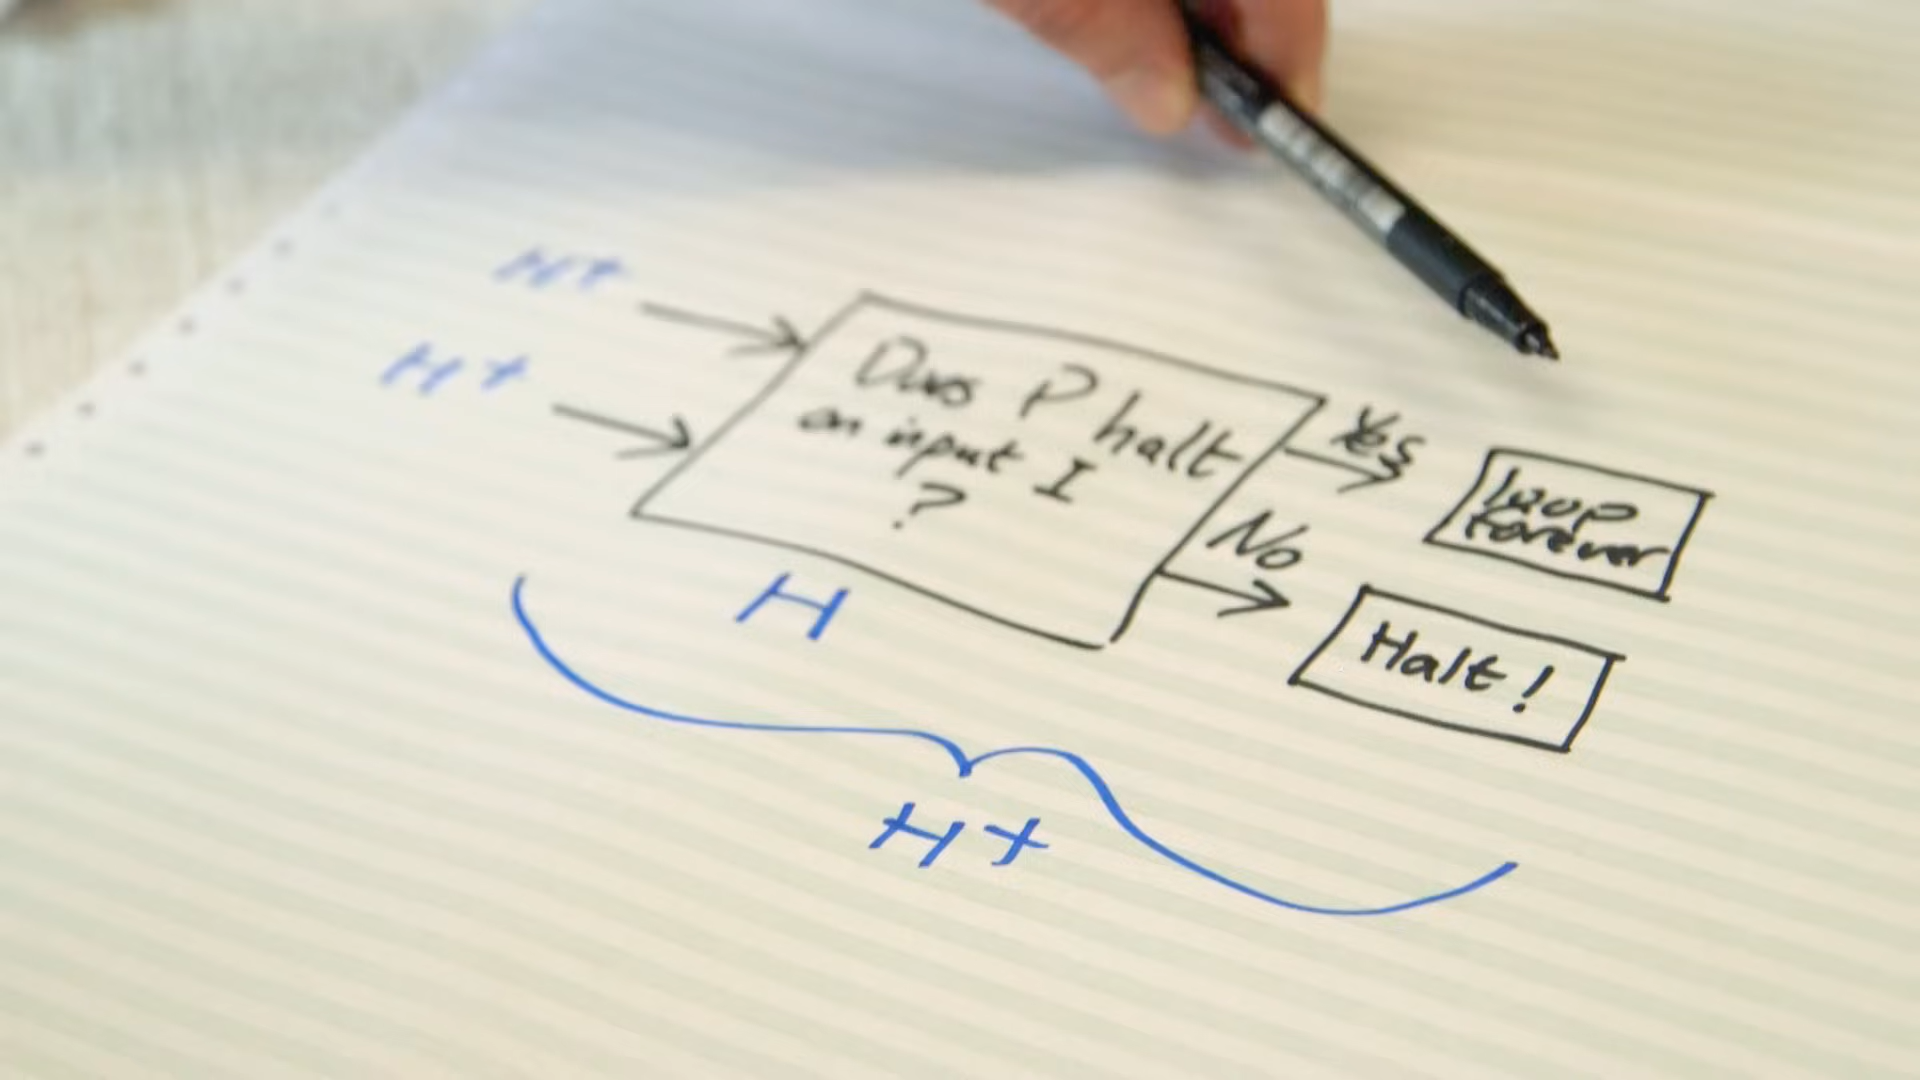 H+
H+
Does P halt
on input I
?
Yes
Loop
forever
No
Halt!
H
H+